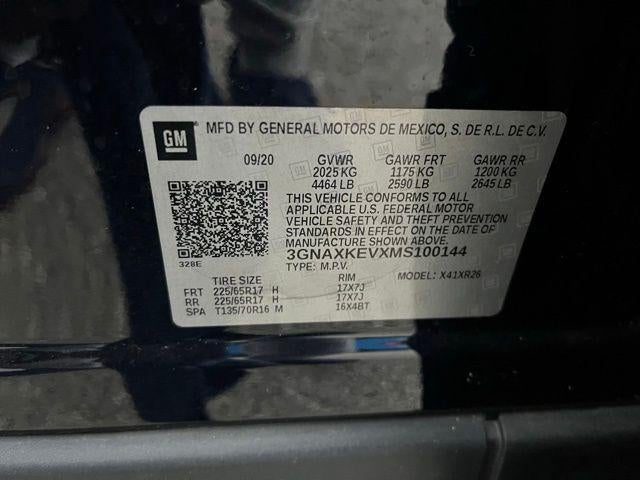 GM MFD BY GENERAL MOTORS DE MEXICO, S. DE R.L. DE C.V.
09/20 GVWR GAWR FRT GAWR RR
2025 KG 1175 KG 1200 KG
4464 LB 2590 LB 2645 LB
THIS VEHICLE CONFORMS TO ALL
APPLICABLE U.S. FEDERAL MOTOR
VEHICLE SAFETY AND THEFT PREVENTION
STANDARDS IN EFFECT ON THE DATE OF
MANUFACTURE SHOWN ABOVE.
3GNAXKEVXMS100144
328E TYPE: M.P.V. MODEL: X41XR26
TIRE SIZE RIM
FRT 225/65R17 H 17X7J
RR 225/65R17 H 17X7J
SPA T135/70R16 M 16X4BT